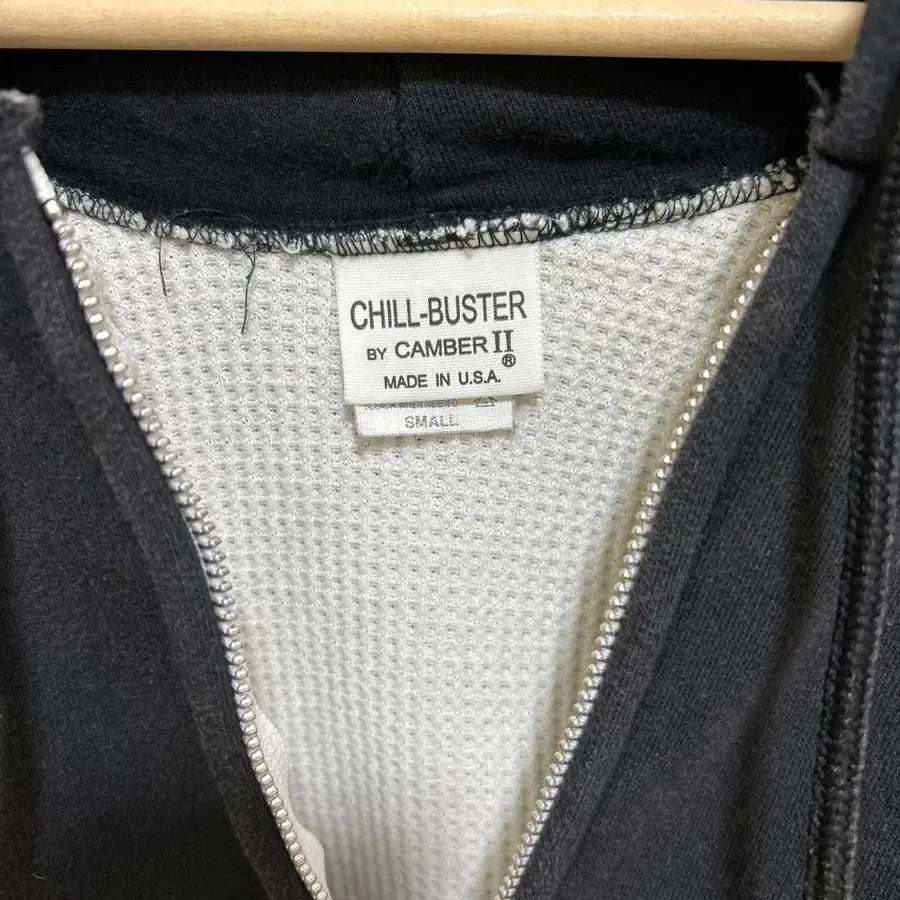 CHILL-BUSTER
BY CAMBER II ®
MADE IN U.S.A.
SMALL